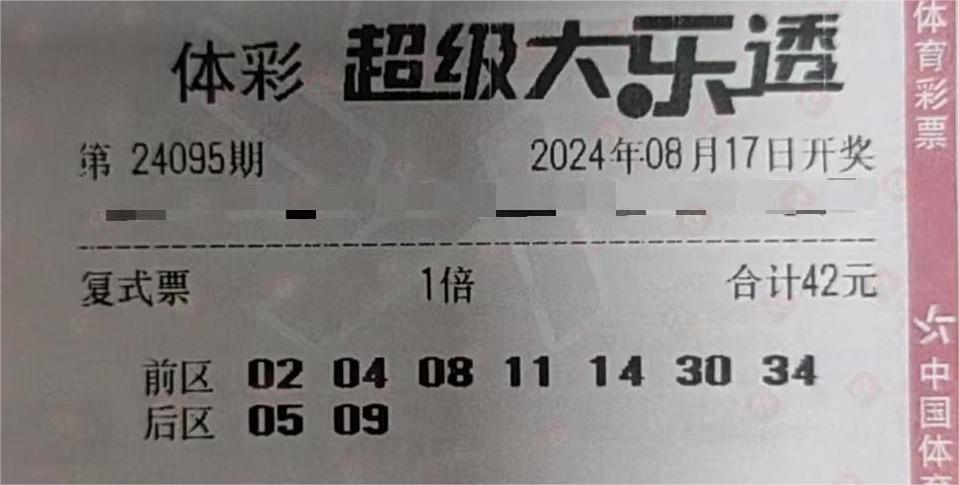 体彩 超级大乐透
第 24095期 2024年08月17日开奖
复式票 1倍 合计42元
前区 02 04 08 11 14 30 34
后区 05 09
体育彩票
中国体育